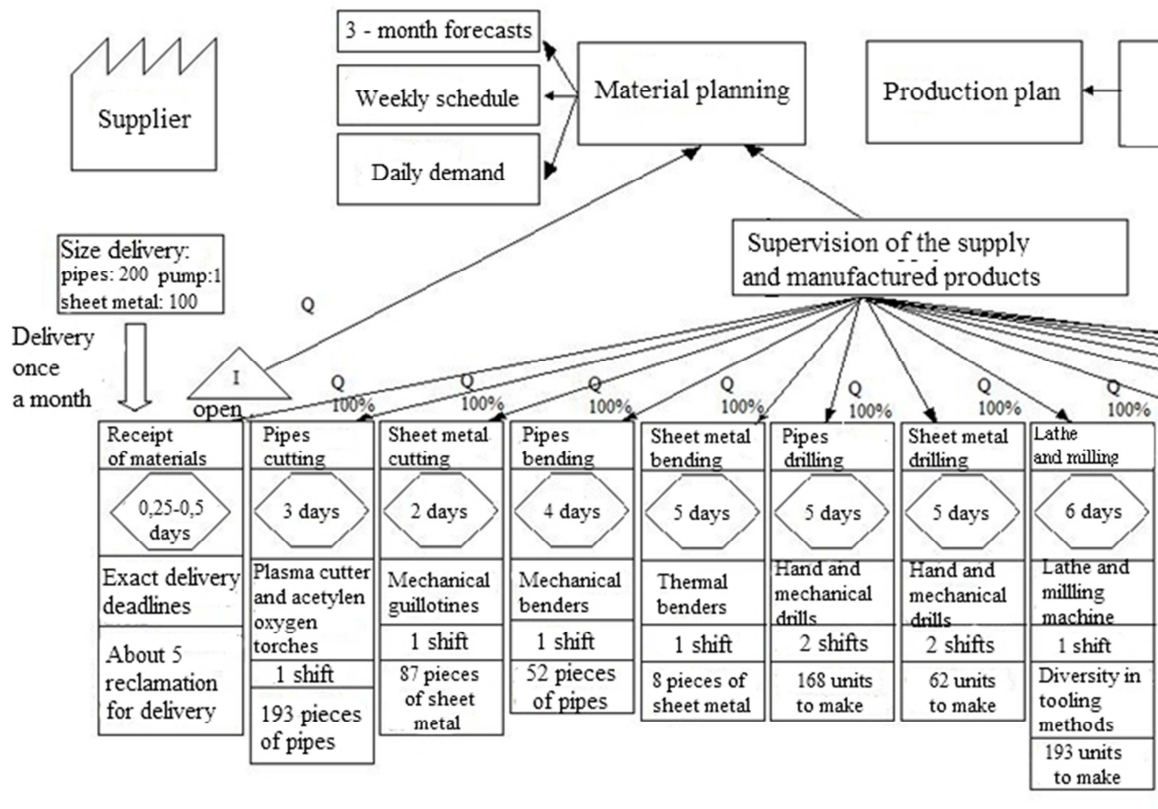 3 - month forecasts
Weekly schedule
Daily demand
Supplier
Material planning
Production plan
Supervision of the supply
and manufactured products
Size delivery:
pipes: 200 pump:1
sheet metal: 100
Delivery
once
a month
Q
I
open
Q
100%
Q
100%
Q
100%
Q
100%
Q
100%
Q
100%
Q
100%
Receipt
of materials
0,25-0,5
days
Exact delivery
deadlines
About 5
reclamation
for delivery
Pipes
cutting
3 days
Plasma cutter
and acetylen
oxygen
torches
1 shift
193 pieces
of pipes
Sheet metal
cutting
2 days
Mechanical
guillotines
1 shift
87 pieces
of sheet
metal
Pipes
bending
4 days
Mechanical
benders
1 shift
52 pieces
of pipes
Sheet metal
bending
5 days
Thermal
benders
1 shift
8 pieces of
sheet metal
Pipes
drilling
5 days
Hand and
mechanical
drills
2 shifts
168 units
to make
Sheet metal
drilling
5 days
Hand and
mechanical
drills
2 shifts
62 units
to make
Lathe
and milling
6 days
Lathe and
millling
machine
1 shift
Diversity in
tooling
methods
193 units
to make